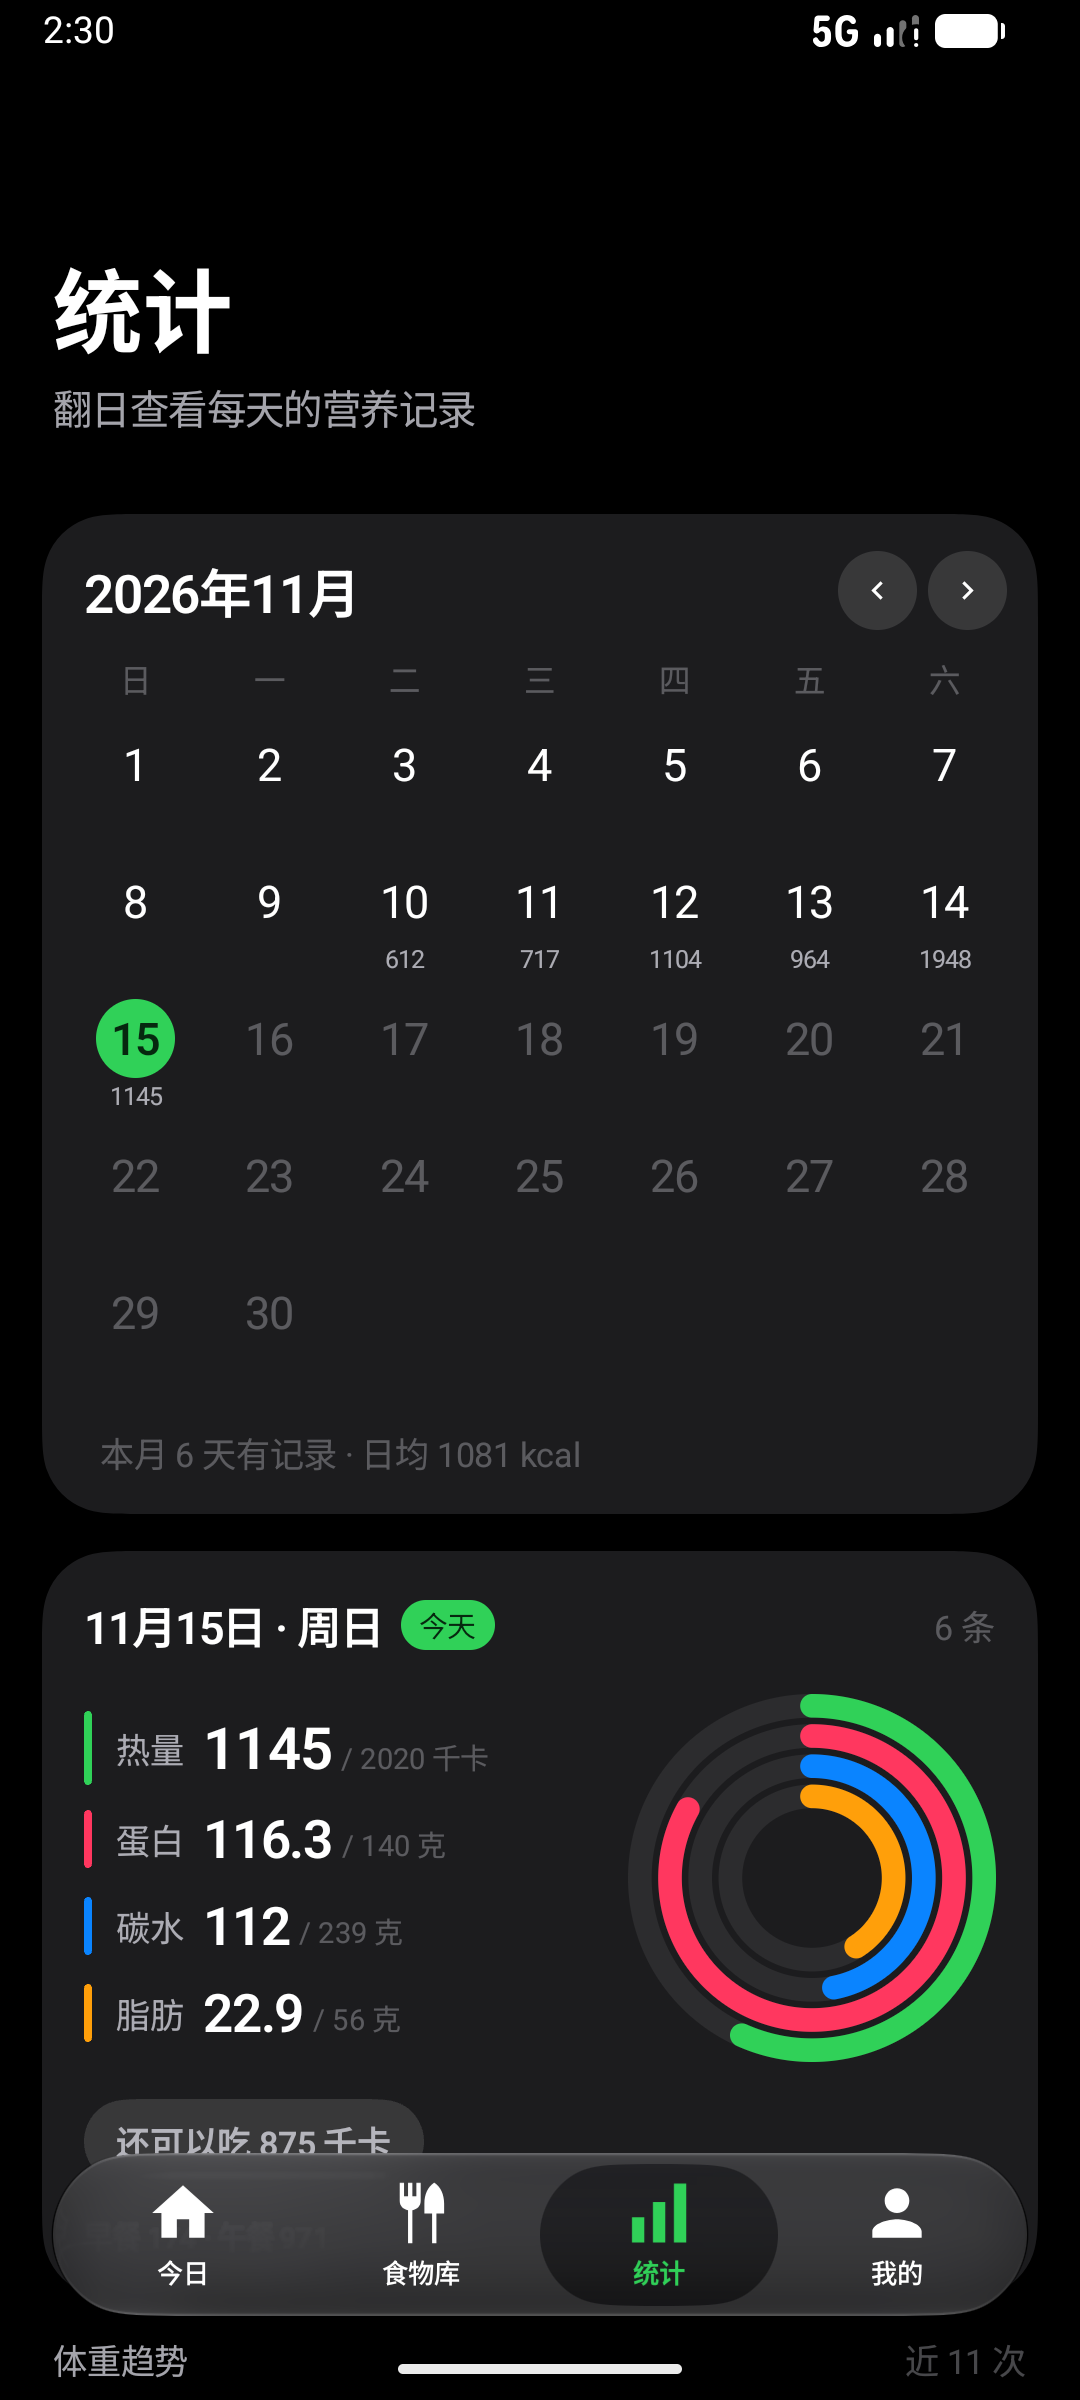 2:30
5G
统计
翻日查看每天的营养记录
2026年11月
日 一 二 三 四 五 六
1 2 3 4 5 6 7
8 9 10 11 12 13 14
612 717 1104 964 1948
15 16 17 18 19 20 21
1145
22 23 24 25 26 27 28
29 30
本月 6 天有记录 · 日均 1081 kcal
11月15日 · 周日 今天 6 条
热量 1145 / 2020 千卡
蛋白 116.3 / 140 克
碳水 112 / 239 克
脂肪 22.9 / 56 克
还可以吃 875 千卡
今日 食物库 统计 我的
体重趋势 近 11 次